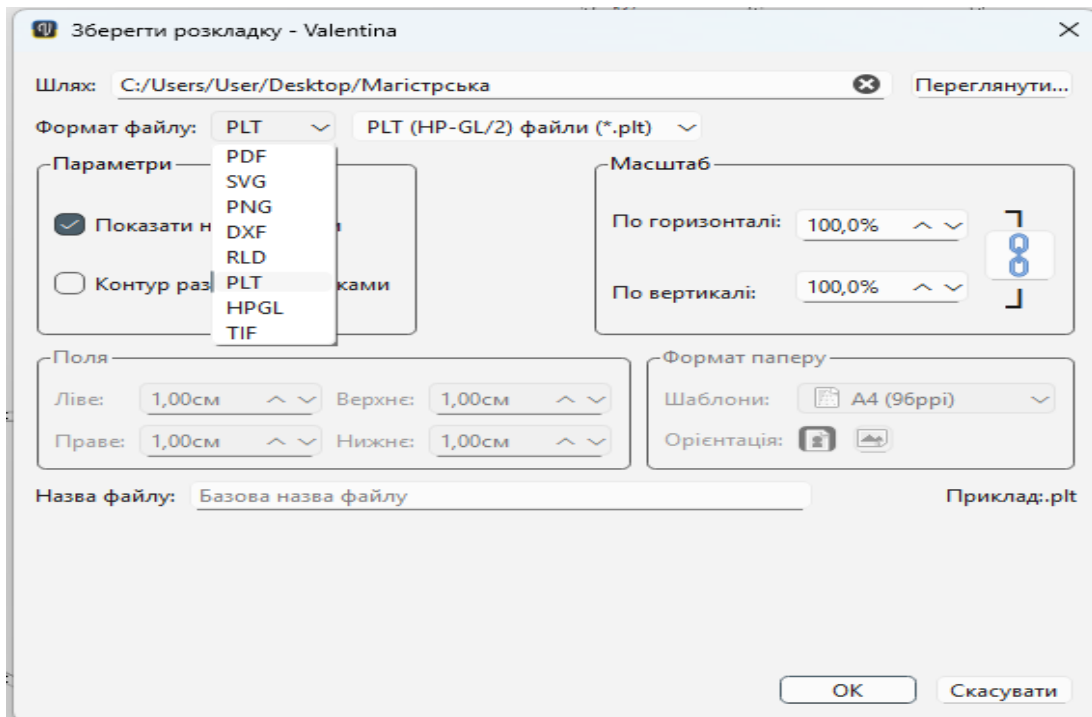 Зберегти розкладку - Valentina
Шлях: C:/Users/User/Desktop/Магістрська Переглянути...
Формат файлу: PLT PLT (HP-GL/2) файли (*.plt)
PDF
SVG
PNG
DXF
RLD
PLT
HPGL
TIF
Параметри
Показати
Контур
Масштаб
По горизонталі: 100,0%
По вертикалі: 100,0%
Поля
Ліве: 1,00см Верхнє: 1,00см
Праве: 1,00см Нижнє: 1,00см
Формат паперу
Шаблони: A4 (96ppi)
Орієнтація:
Назва файлу: Базова назва файлу Приклад:.plt
OK Скасувати